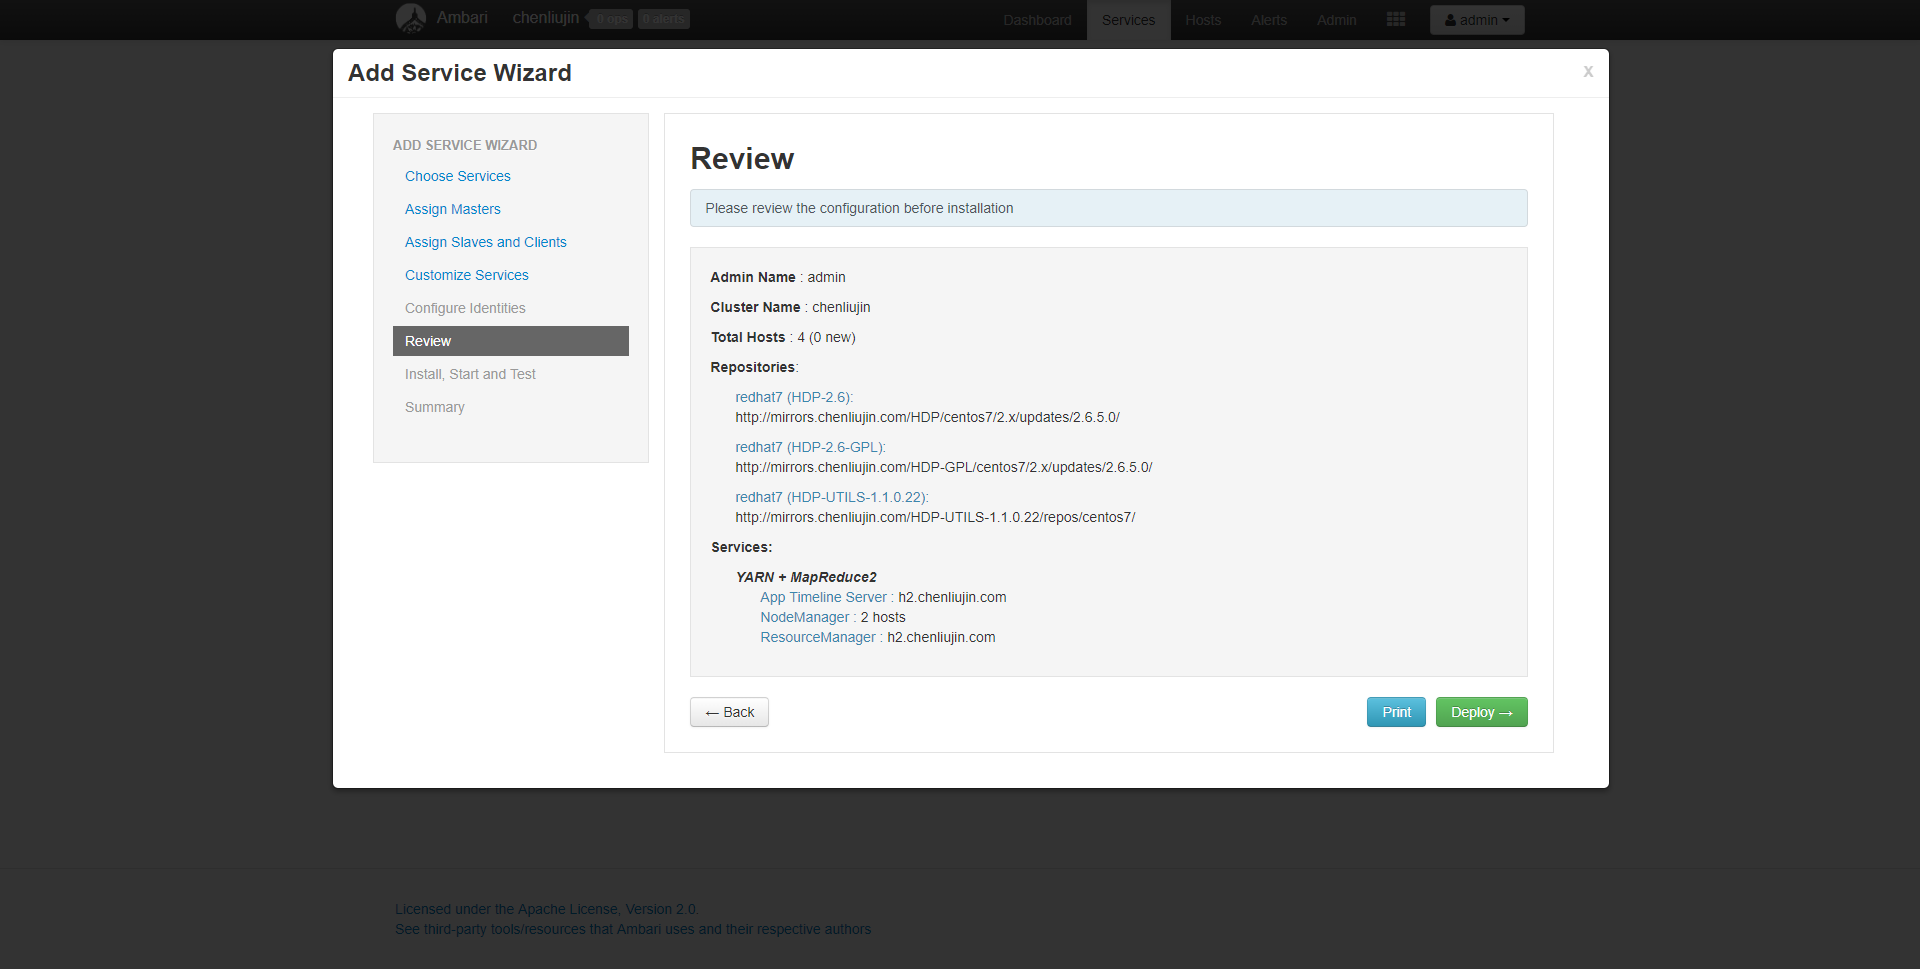 Ambari chenliujin 0 ops 0 alerts Dashboard Services Hosts Alerts Admin admin
Add Service Wizard x
ADD SERVICE WIZARD
Choose Services
Assign Masters
Assign Slaves and Clients
Customize Services
Configure Identities
Review
Install, Start and Test
Summary
Review
Please review the configuration before installation
Admin Name : admin
Cluster Name : chenliujin
Total Hosts : 4 (0 new)
Repositories:
redhat7 (HDP-2.6):
http://mirrors.chenliujin.com/HDP/centos7/2.x/updates/2.6.5.0/
redhat7 (HDP-2.6-GPL):
http://mirrors.chenliujin.com/HDP-GPL/centos7/2.x/updates/2.6.5.0/
redhat7 (HDP-UTILS-1.1.0.22):
http://mirrors.chenliujin.com/HDP-UTILS-1.1.0.22/repos/centos7/
Services:
YARN + MapReduce2
App Timeline Server : h2.chenliujin.com
NodeManager : 2 hosts
ResourceManager : h2.chenliujin.com
← Back Print Deploy →
Licensed under the Apache License, Version 2.0.
See third-party tools/resources that Ambari uses and their respective authors